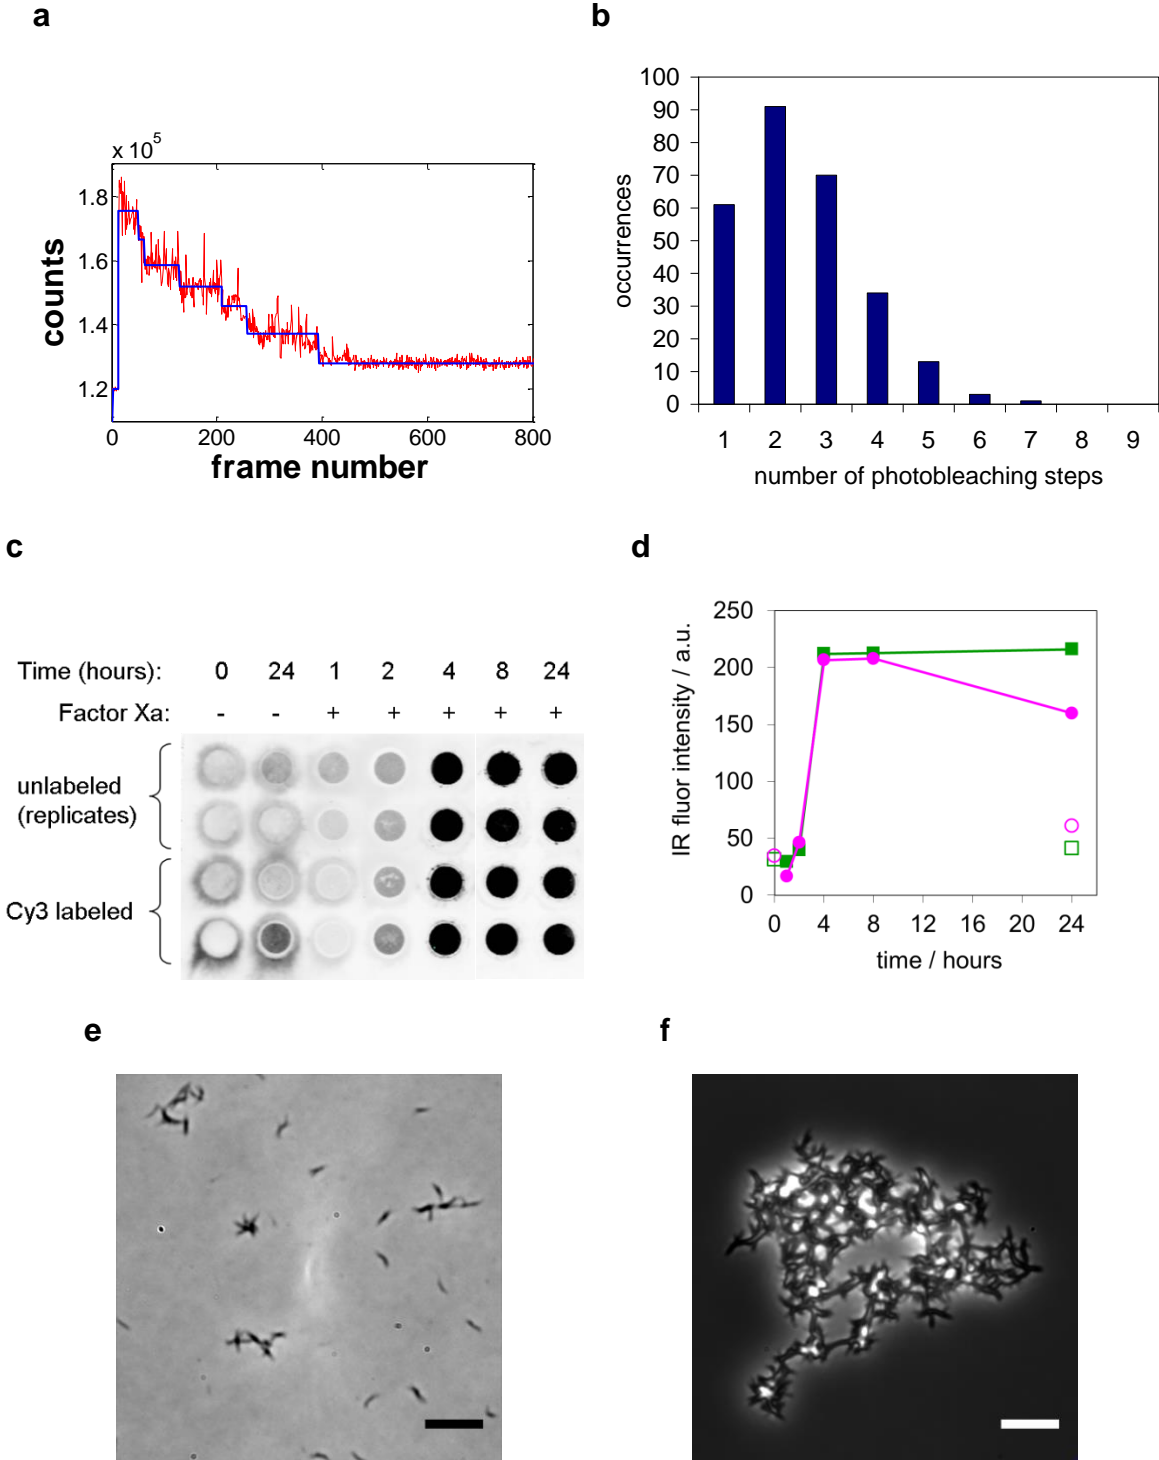 a
x 10^5
1.8
1.6
1.4
1.2
0 200 400 600 800
counts
frame number
b
100
90
80
70
60
50
40
30
20
10
0
1 2 3 4 5 6 7 8 9
occurrences
number of photobleaching steps
c
Time (hours): 0 24 1 2 4 8 24
Factor Xa: - - + + + + +
unlabeled
(replicates)
Cy3 labeled
d
250
200
150
100
50
0
0 4 8 12 16 20 24
IR fluor intensity / a.u.
time / hours
e
f